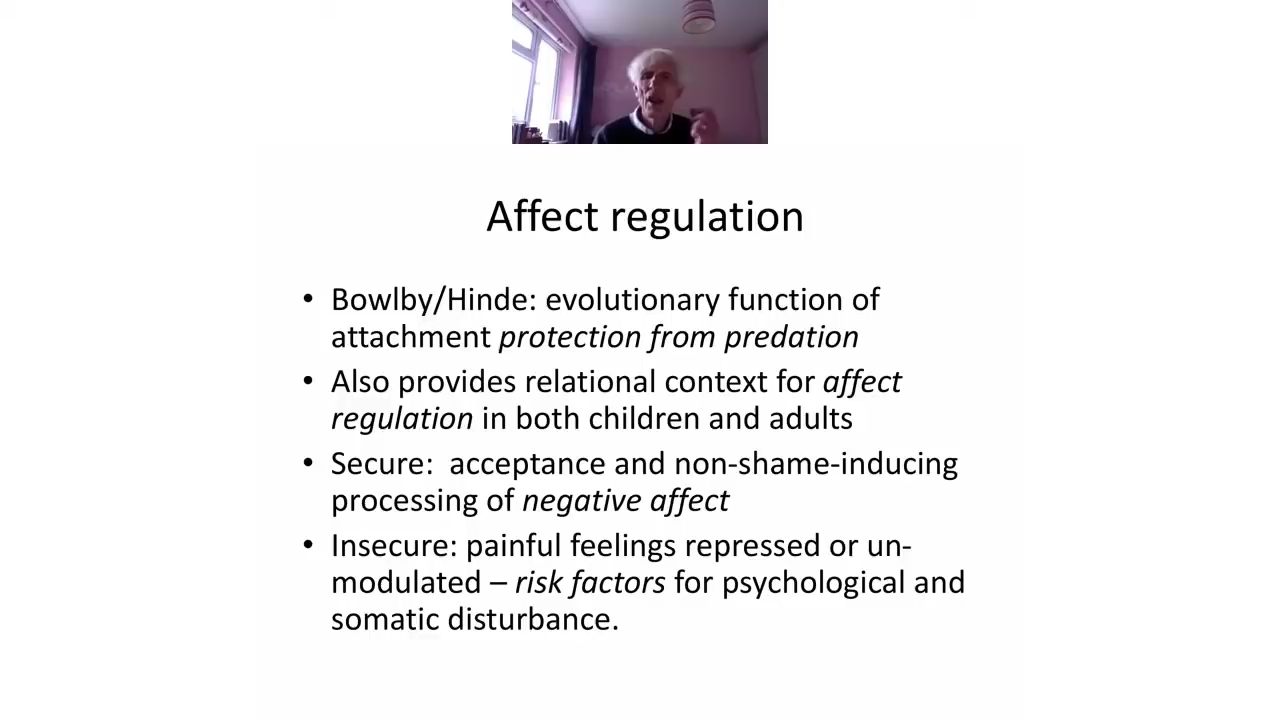 Affect regulation
• Bowlby/Hinde: evolutionary function of
attachment protection from predation
• Also provides relational context for affect
regulation in both children and adults
• Secure:  acceptance and non-shame-inducing
processing of negative affect
• Insecure: painful feelings repressed or un-
modulated – risk factors for psychological and
somatic disturbance.